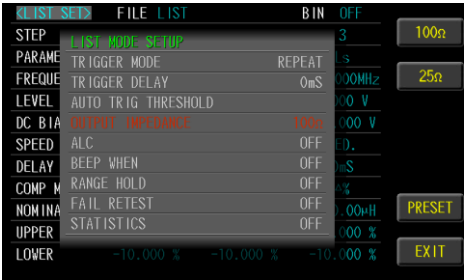 <LIST SET> FILE LIST BIN OFF
STEP 3
LIST MODE SETUP
PARAME Ls
TRIGGER MODE REPEAT
FREQUE 000MHz
TRIGGER DELAY 0mS
LEVEL 000 V
AUTO TRIG THRESHOLD
DC BIA 000 V
OUTPUT IMPEDANCE 100Ω
SPEED ED.
ALC OFF
DELAY 0mS
BEEP WHEN OFF
COMP M Δ%
RANGE HOLD OFF
NOMINA .00µH
FAIL RETEST OFF
UPPER 000 %
STATISTICS OFF
LOWER -10.000 % -10.000 % -10.000 %
100Ω
25Ω
PRESET
EXIT